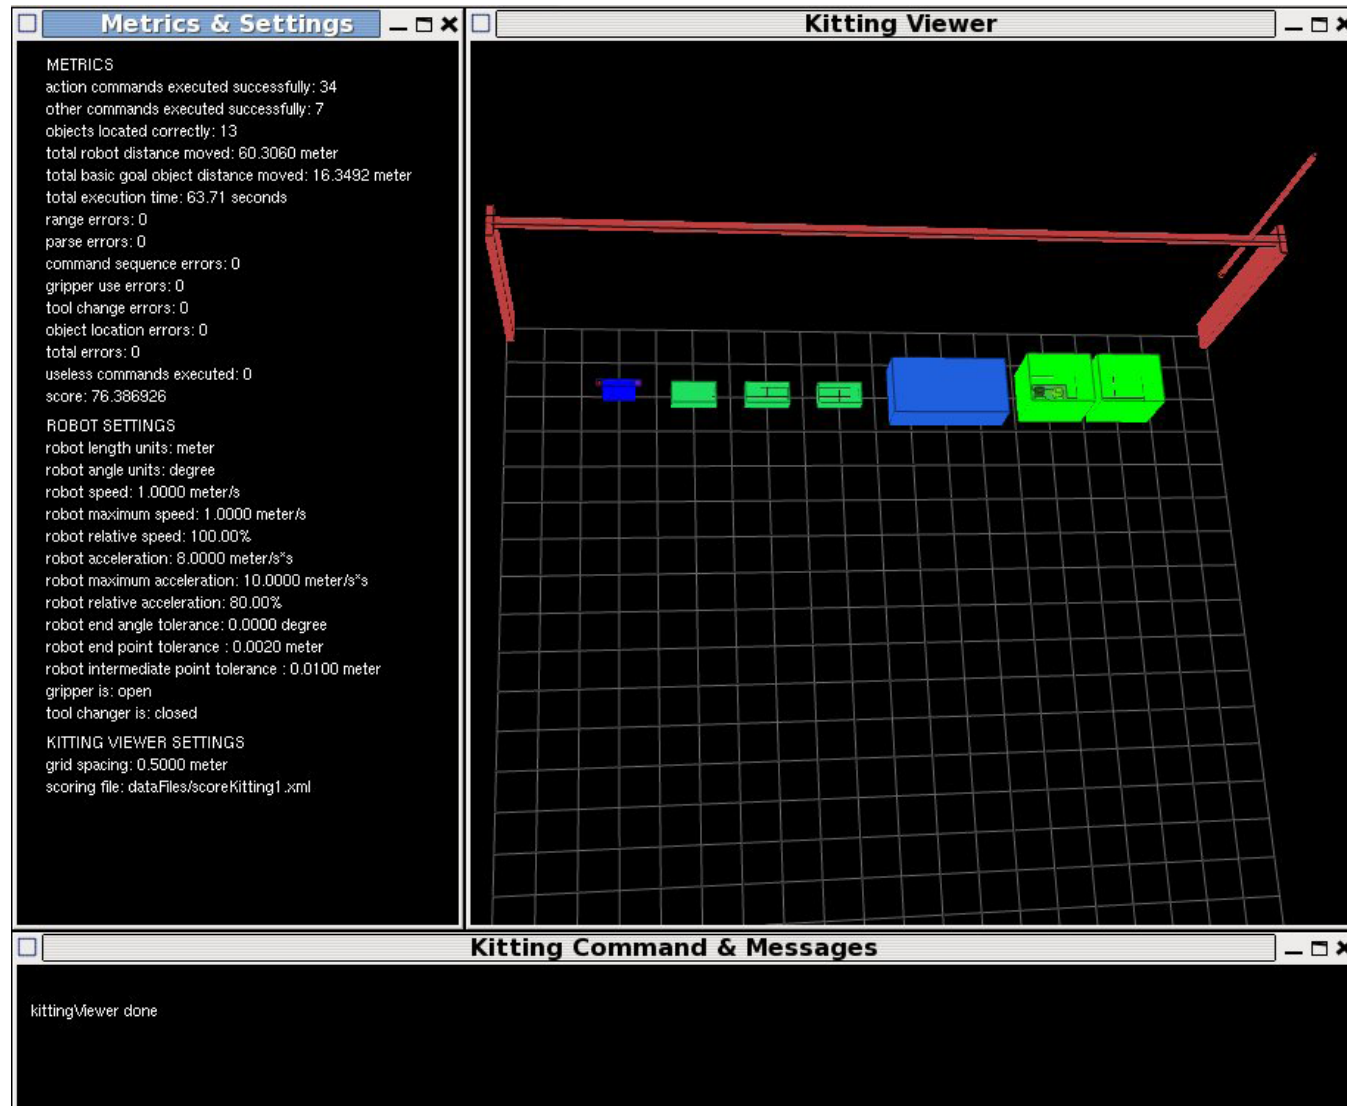 Metrics & Settings
METRICS
action commands executed successfully: 34
other commands executed successfully: 7
objects located correctly: 13
total robot distance moved: 60.3060 meter
total basic goal object distance moved: 16.3492 meter
total execution time: 63.71 seconds
range errors: 0
parse errors: 0
command sequence errors: 0
gripper use errors: 0
tool change errors: 0
object location errors: 0
total errors: 0
useless commands executed: 0
score: 76.386926
ROBOT SETTINGS
robot length units: meter
robot angle units: degree
robot speed: 1.0000 meter/s
robot maximum speed: 1.0000 meter/s
robot relative speed: 100.00%
robot acceleration: 8.0000 meter/s*s
robot maximum acceleration: 10.0000 meter/s*s
robot relative acceleration: 80.00%
robot end angle tolerance: 0.0000 degree
robot end point tolerance : 0.0020 meter
robot intermediate point tolerance : 0.0100 meter
gripper is: open
tool changer is: closed
KITTING VIEWER SETTINGS
grid spacing: 0.5000 meter
scoring file: dataFiles/scoreKitting1.xml
Kitting Viewer
Kitting Command & Messages
kittingViewer done